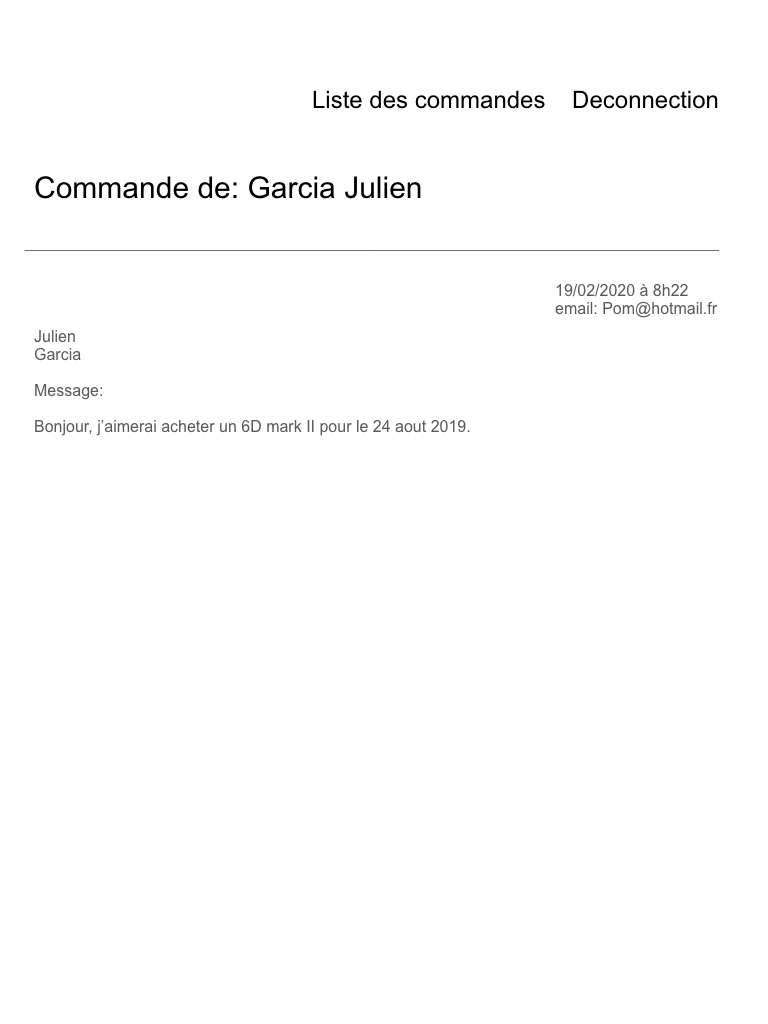 Liste des commandes Deconnection
Commande de: Garcia Julien
19/02/2020 à 8h22
email: Pom@hotmail.fr
Julien
Garcia
Message:
Bonjour, j’aimerai acheter un 6D mark II pour le 24 aout 2019.